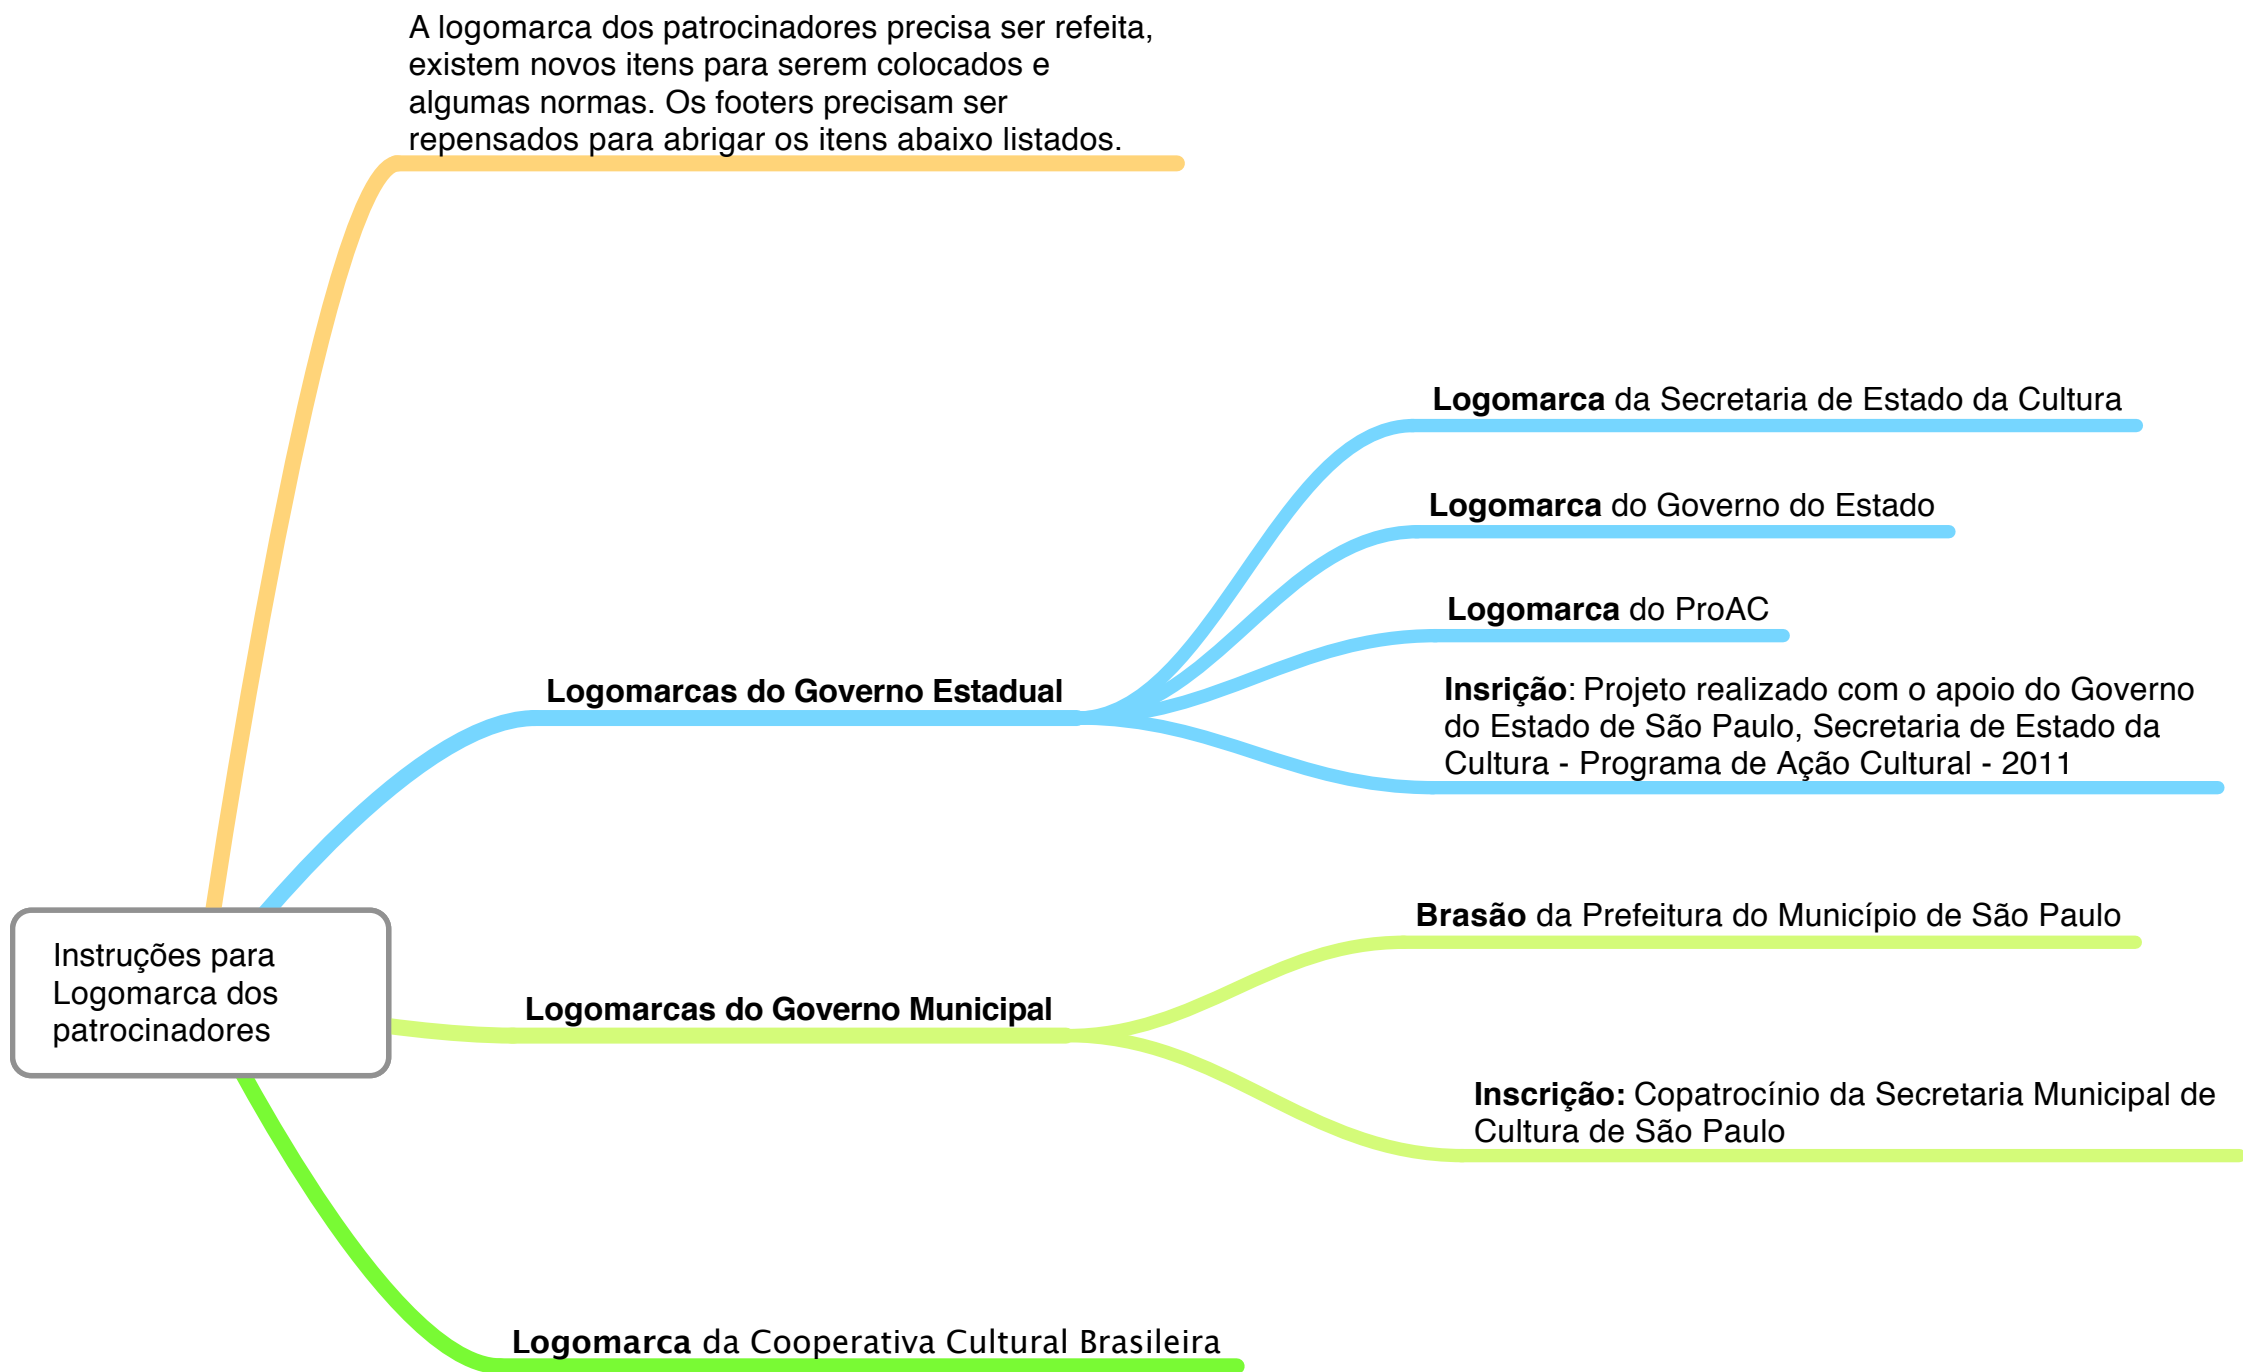 A logomarca dos patrocinadores precisa ser refeita,
existem novos itens para serem colocados e
algumas normas. Os footers precisam ser
repensados para abrigar os itens abaixo listados.
Logomarca da Secretaria de Estado da Cultura
Logomarca do Governo do Estado
Logomarca do ProAC
Logomarcas do Governo Estadual
Insrição: Projeto realizado com o apoio do Governo
do Estado de São Paulo, Secretaria de Estado da
Cultura - Programa de Ação Cultural - 2011
Brasão da Prefeitura do Município de São Paulo
Instruções para
Logomarca dos
patrocinadores
Logomarcas do Governo Municipal
Inscrição: Copatrocínio da Secretaria Municipal de
Cultura de São Paulo
Logomarca da Cooperativa Cultural Brasileira